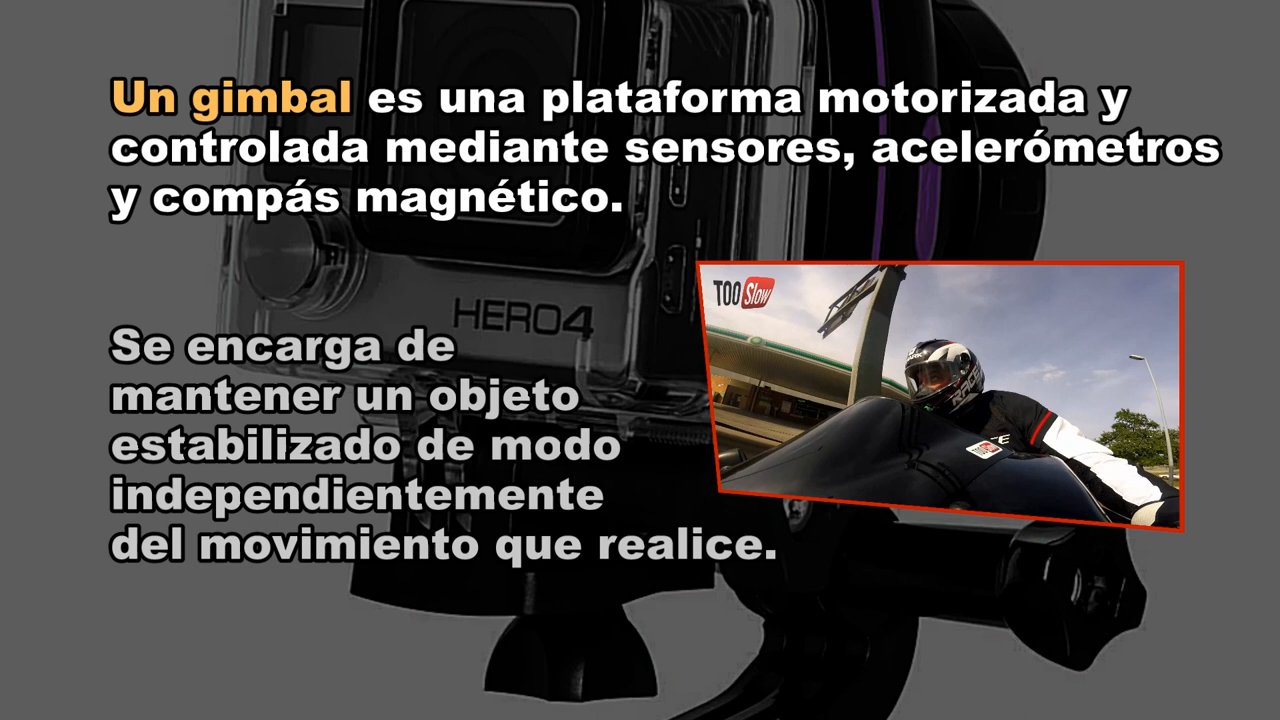 Un gimbal es una plataforma motorizada y
controlada mediante sensores, acelerómetros
y compás magnético.
TOO Slow
HERO4
Se encarga de
mantener un objeto
estabilizado de modo
independientemente
del movimiento que realice.